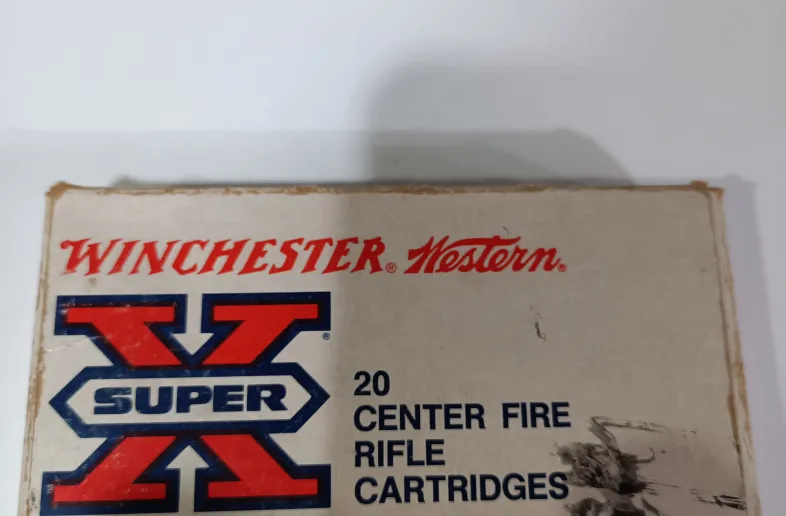 WINCHESTER® Western®
X®
SUPER
20
CENTER FIRE
RIFLE
CARTRIDGES